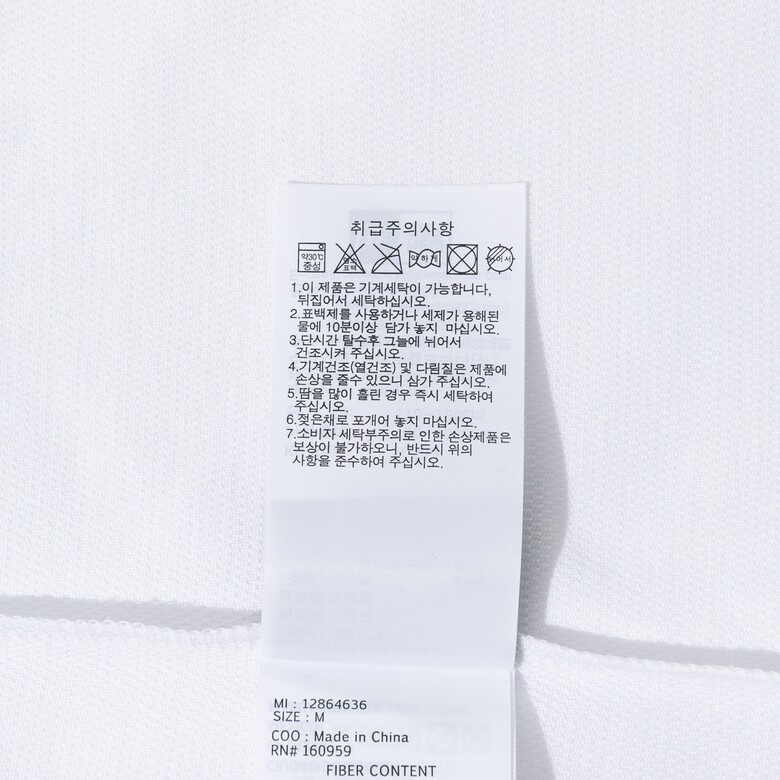 취급주의사항
약30℃ 중성 염소 표백 약하게 뉘어서
1.이 제품은 기계세탁이 가능합니다,
뒤집어서 세탁하십시오.
2.표백제를 사용하거나 세제가 용해된
물에 10분이상 담가 놓지 마십시오.
3.단시간 탈수후 그늘에 뉘어서
건조시켜 주십시오.
4.기계건조(열건조) 및 다림질은 제품에
손상을 줄수 있으니 삼가 주십시오.
5.땀을 많이 흘린 경우 즉시 세탁하여
주십시오.
6.젖은채로 포개어 놓지 마십시오.
7.소비자 세탁부주의로 인한 손상제품은
보상이 불가하오니, 반드시 위의
사항을 준수하여 주십시오.
MI : 12864636
SIZE : M
COO : Made in China
RN# 160959
FIBER CONTENT